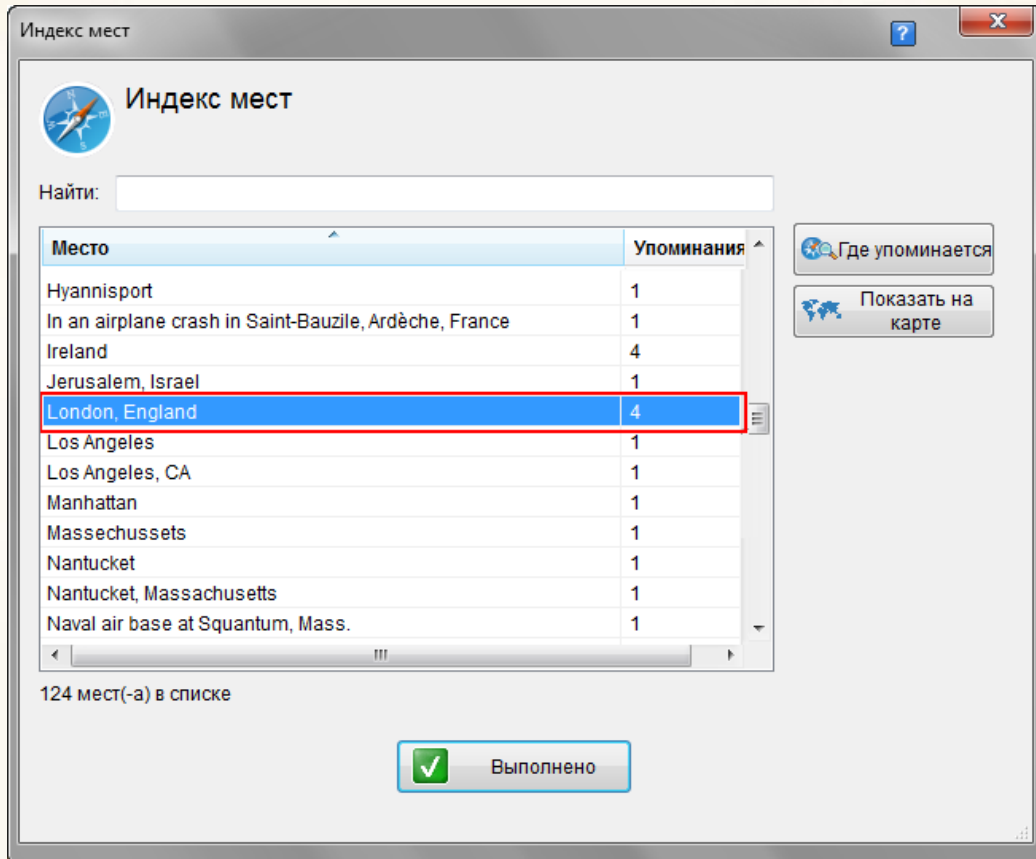 Индекс мест
?
Индекс мест
Найти:
Место Упоминания
Hyannisport 1
In an airplane crash in Saint-Bauzile, Ardèche, France 1
Ireland 4
Jerusalem, Israel 1
London, England 4
Los Angeles 1
Los Angeles, CA 1
Manhattan 1
Massechussets 1
Nantucket 1
Nantucket, Massachusetts 1
Naval air base at Squantum, Mass. 1
Где упоминается
Показать на
карте
124 мест(-а) в списке
Выполнено